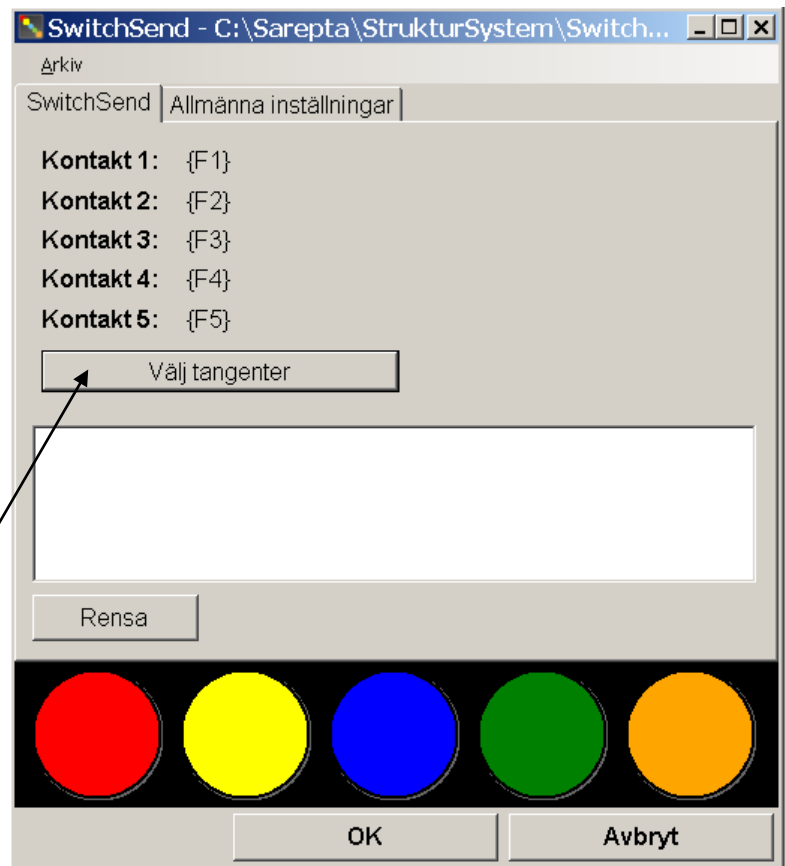 SwitchSend - C:\Sarepta\StrukturSystem\Switch...
Arkiv
SwitchSend Allmänna inställningar
Kontakt 1: {F1}
Kontakt 2: {F2}
Kontakt 3: {F3}
Kontakt 4: {F4}
Kontakt 5: {F5}
Välj tangenter
Rensa
OK Avbryt